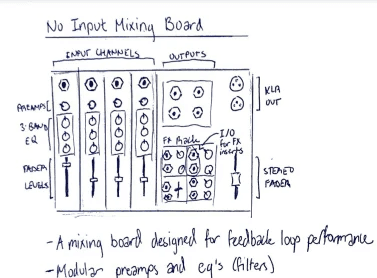 No Input Mixing Board
INPUT CHANNELS
OUTPUTS
PREAMPS
3-BAND
EQ
FADER
LEVELS
FX Rack
I/O
for FX
inserts
XLR
OUT
STEREO
FADER
- A mixing board designed for feedback loop performance
- Modular preamps and eq's (filters)